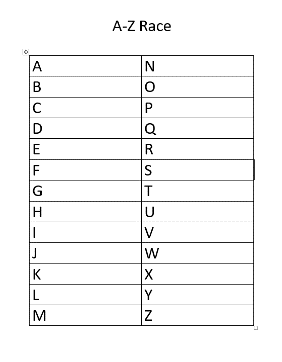 A-Z Race
A N
B O
C P
D Q
E R
F S
G T
H U
I V
J W
K X
L Y
M Z